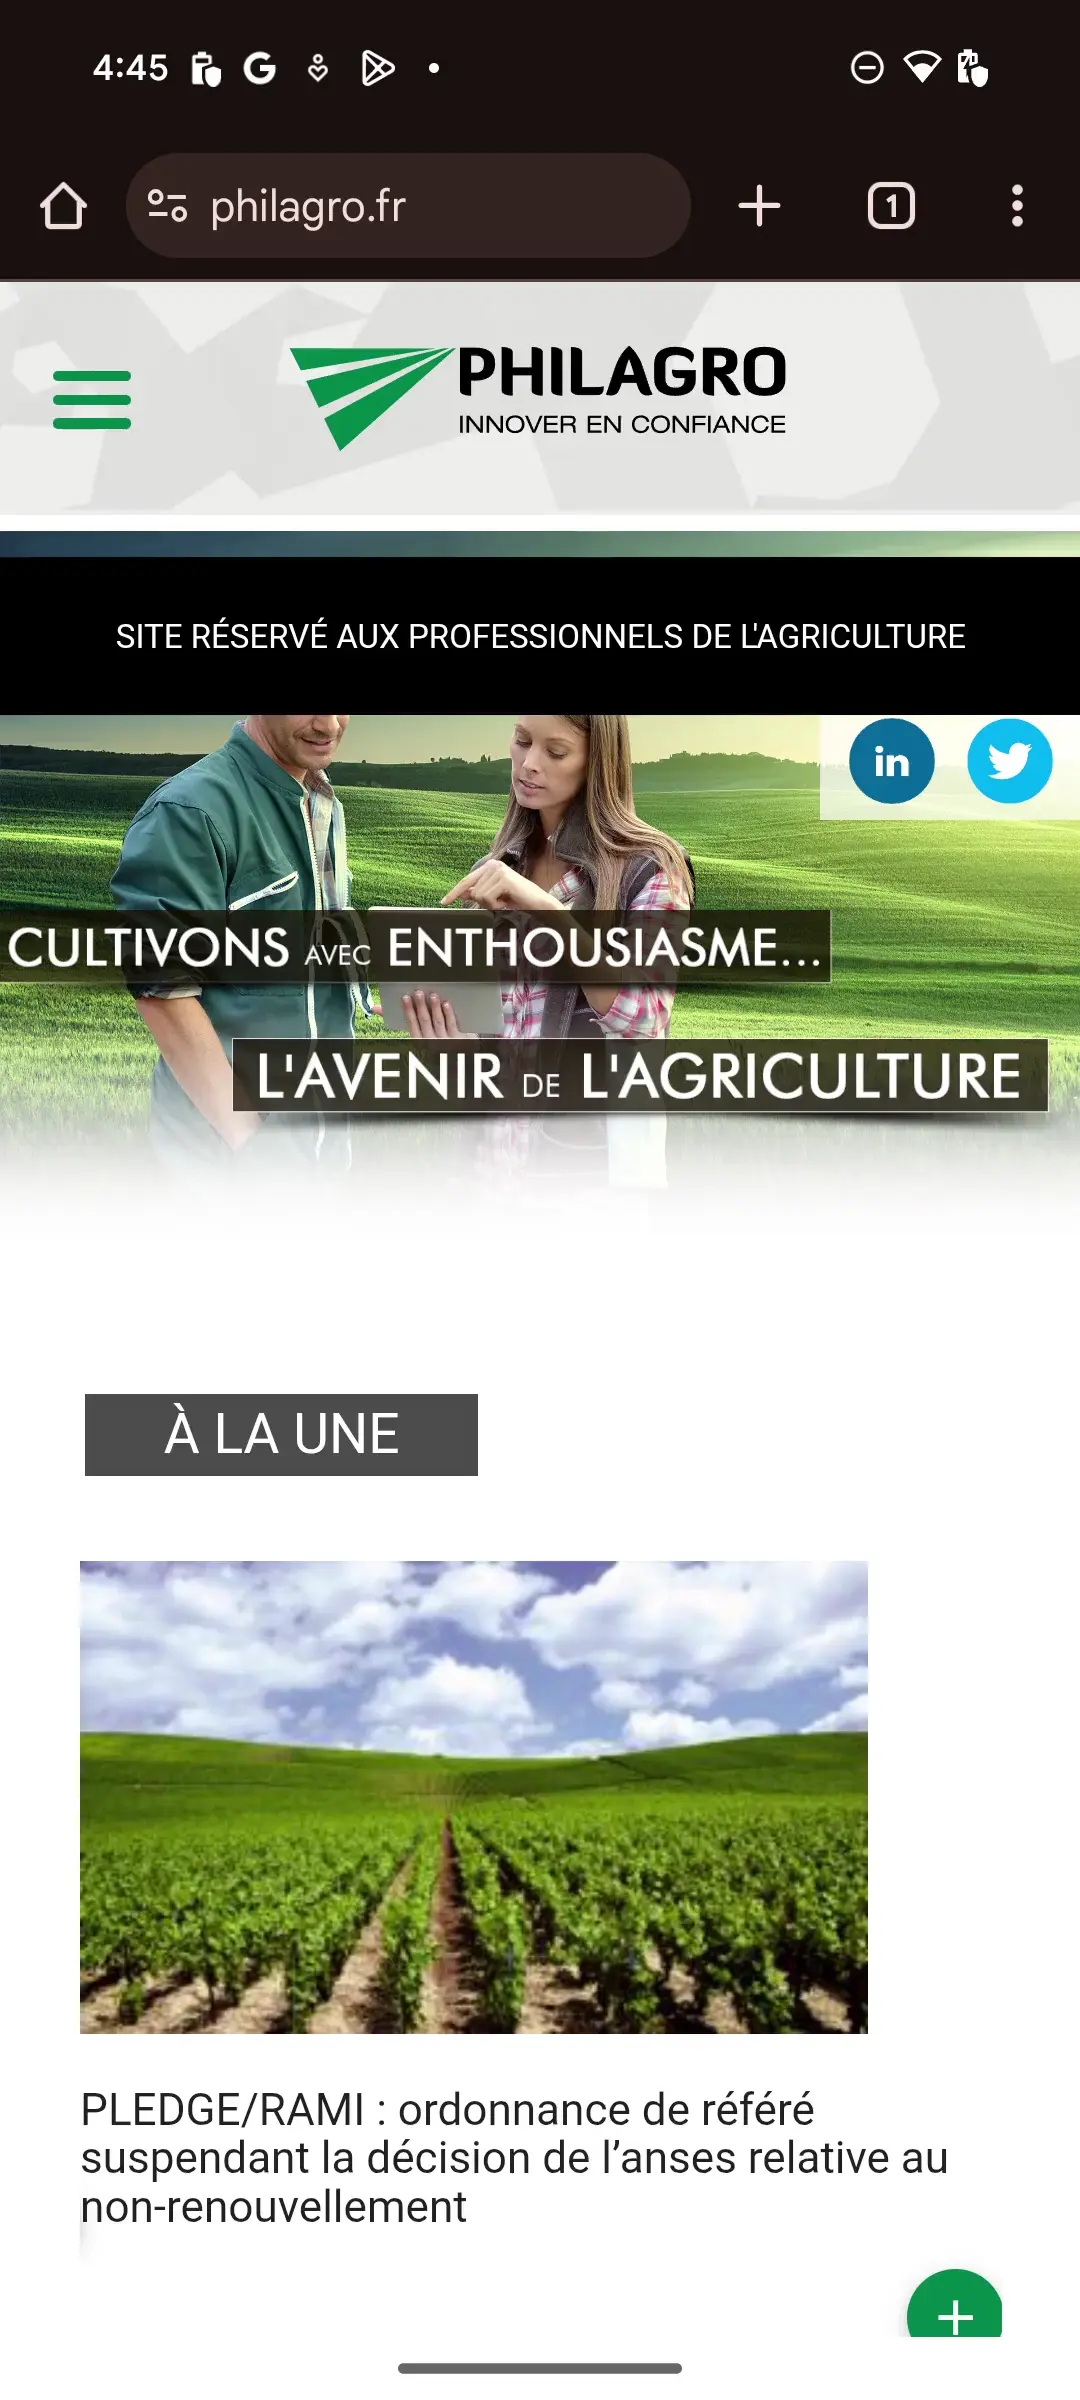 4:45
philagro.fr
1
PHILAGRO
INNOVER EN CONFIANCE
SITE RÉSERVÉ AUX PROFESSIONNELS DE L'AGRICULTURE
in
CULTIVONS AVEC ENTHOUSIASME...
L'AVENIR DE L'AGRICULTURE
À LA UNE
PLEDGE/RAMI : ordonnance de référé
suspendant la décision de l’anses relative au
non-renouvellement